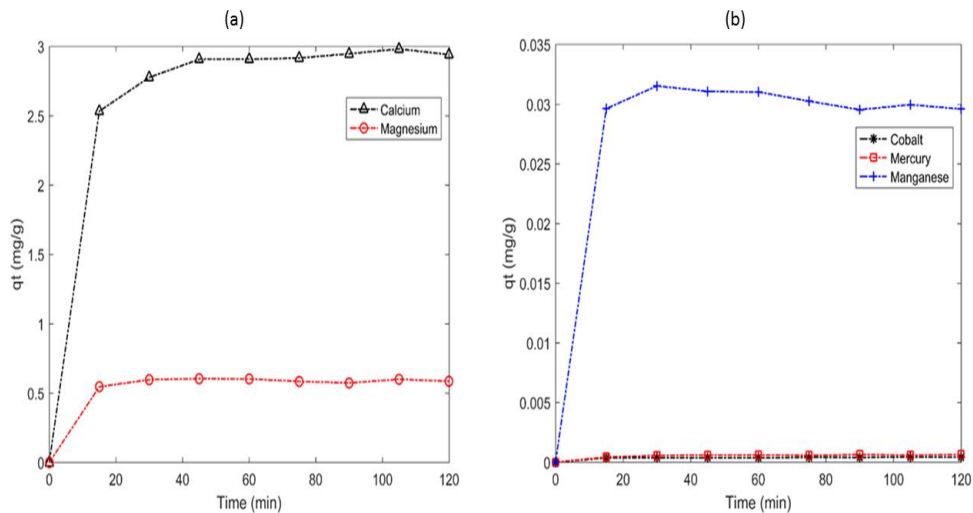 (a)
3
2.5
2
1.5
1
0.5
0
qt (mg/g)
0 20 40 60 80 100 120
Time (min)
Calcium
Magnesium
(b)
0.035
0.03
0.025
0.02
0.015
0.01
0.005
0
qt (mg/g)
0 20 40 60 80 100 120
Time (min)
Cobalt
Mercury
Manganese